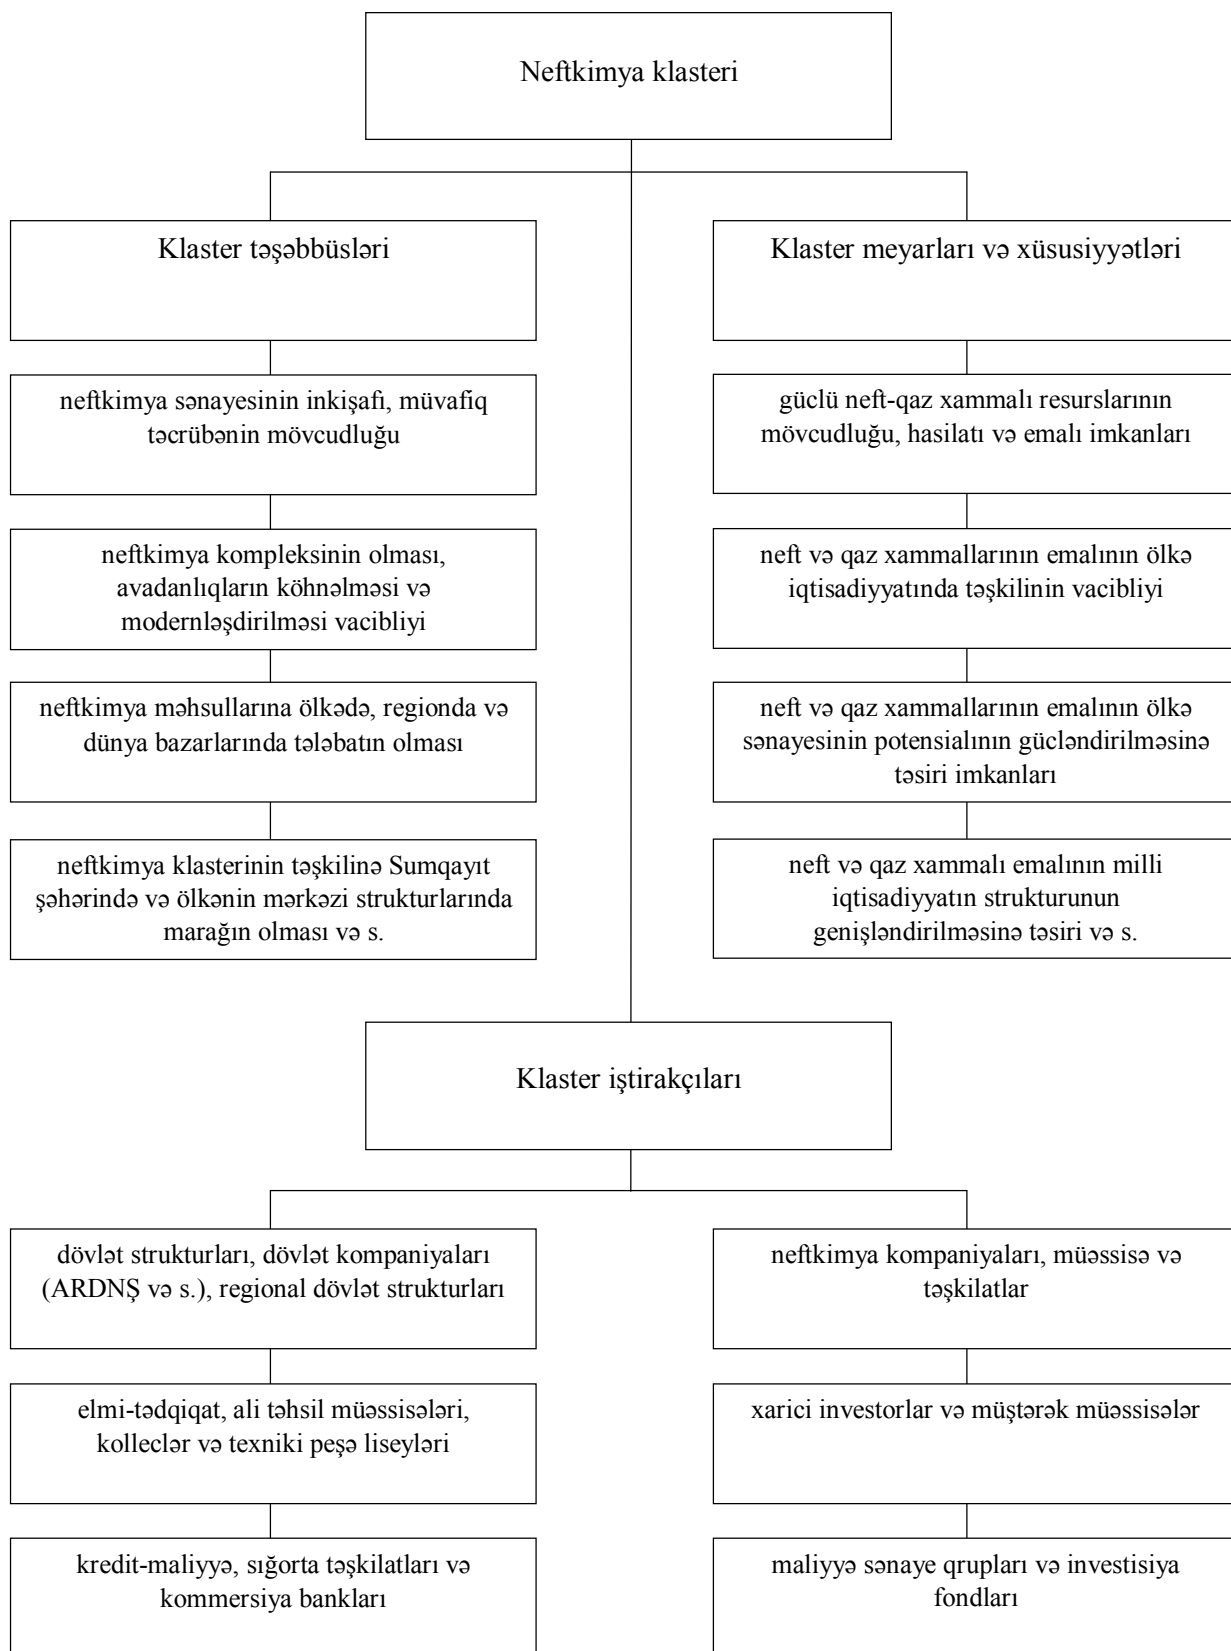 Neftkimya klasteri
Klaster təşəbbüsləri
neftkimya sənayesinin inkişafı, müvafiq
təcrübənin mövcudluğu
neftkimya kompleksinin olması,
avadanlıqların köhnəlməsi və
modernləşdirilməsi vacibliyi
neftkimya məhsullarına ölkədə, regionda və
dünya bazarlarında tələbatın olması
neftkimya klasterinin təşkilinə Sumqayıt
şəhərində və ölkənin mərkəzi strukturlarında
marağın olması və s.
Klaster meyarları və xüsusiyyətləri
güclü neft-qaz xammalı resurslarının
mövcudluğu, hasilatı və emalı imkanları
neft və qaz xammallarının emalının ölkə
iqtisadiyyatında təşkilinin vacibliyi
neft və qaz xammallarının emalının ölkə
sənayesinin potensialının gücləndirilməsinə
təsiri imkanları
neft və qaz xammalı emalının milli
iqtisadiyyatın strukturunun
genişləndirilməsinə təsiri və s.
Klaster iştirakçıları
dövlət strukturları, dövlət kompaniyaları
(ARDNŞ və s.), regional dövlət strukturları
elmi-tədqiqat, ali təhsil müəssisələri,
kolleclər və texniki peşə liseyləri
kredit-maliyyə, sığorta təşkilatları və
kommersiya bankları
neftkimya kompaniyaları, müəssisə və
təşkilatlar
xarici investorlar və müştərək müəssisələr
maliyyə sənaye qrupları və investisiya
fondları